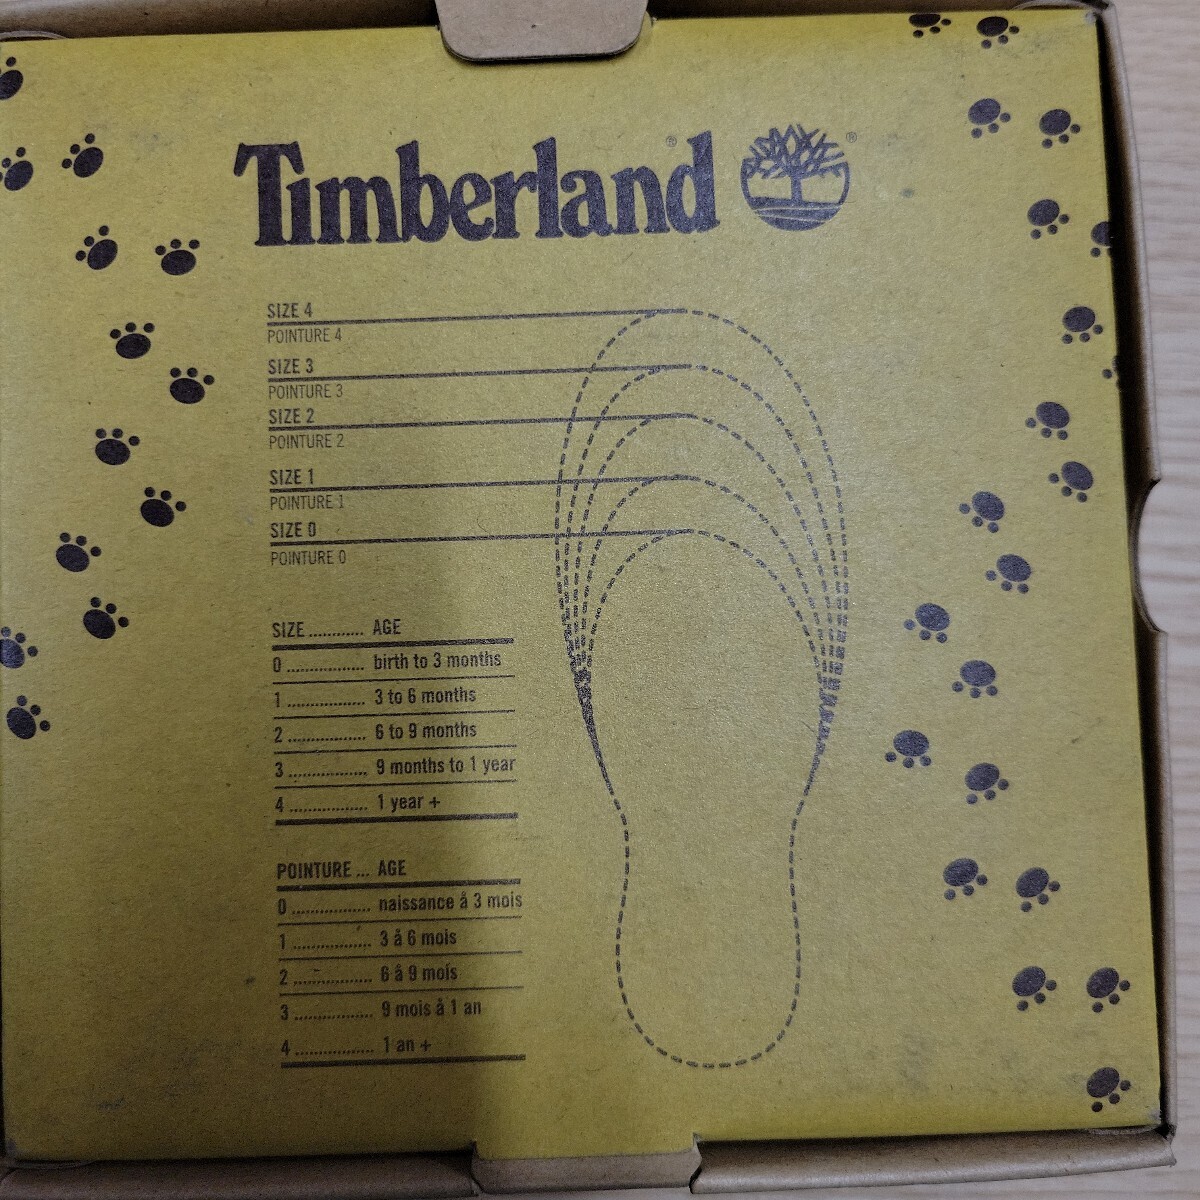 Timberland®
®
SIZE 4
POINTURE 4
SIZE 3
POINTURE 3
SIZE 2
POINTURE 2
SIZE 1
POINTURE 1
SIZE 0
POINTURE 0
SIZE ............ AGE
0 ................. birth to 3 months
1 ................. 3 to 6 months
2 ................. 6 to 9 months
3 ................. 9 months to 1 year
4 ................. 1 year +
POINTURE ... AGE
0 ................. naissance å 3 mois
1 ................. 3 å 6 mois
2 ................. 6 å 9 mois
3 ................. 9 mois å 1 an
4 ................. 1 an +